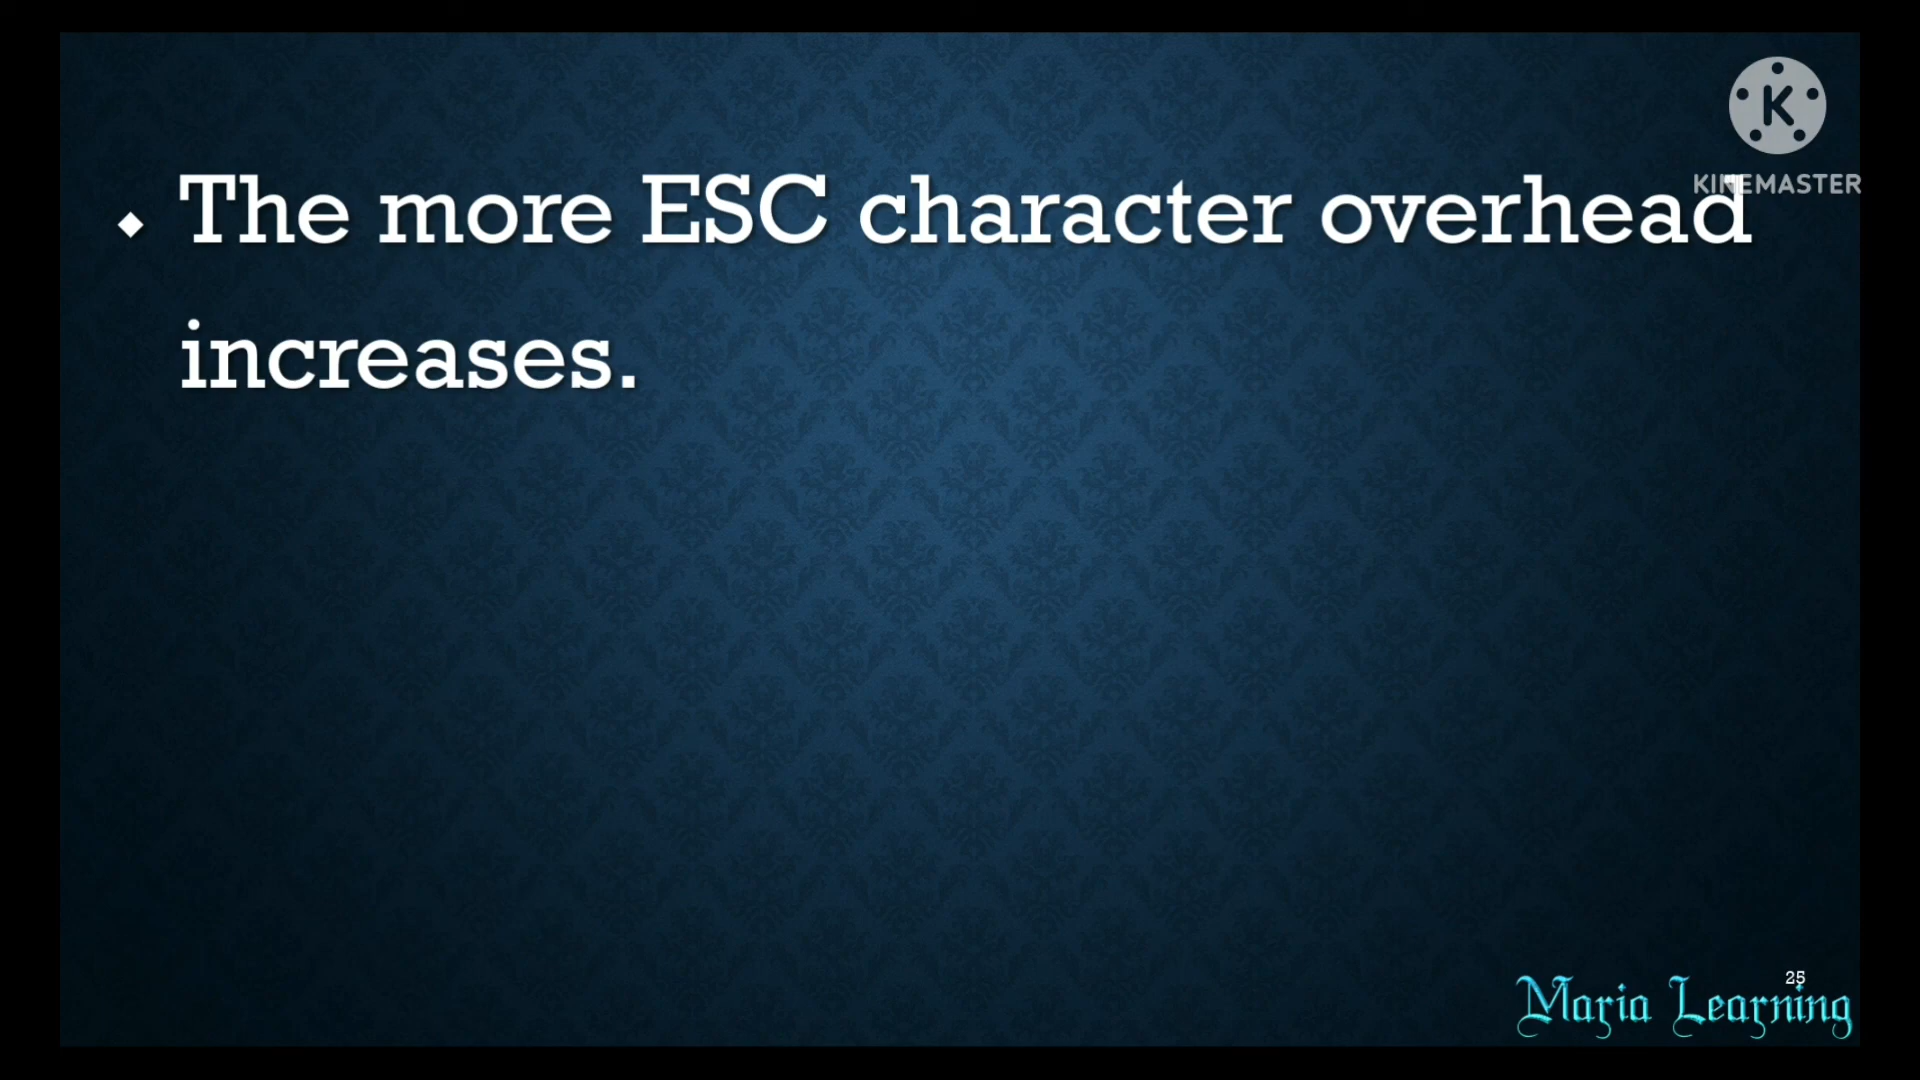 KINEMASTER
The more ESC character overhead
increases.
25
Maria Learning